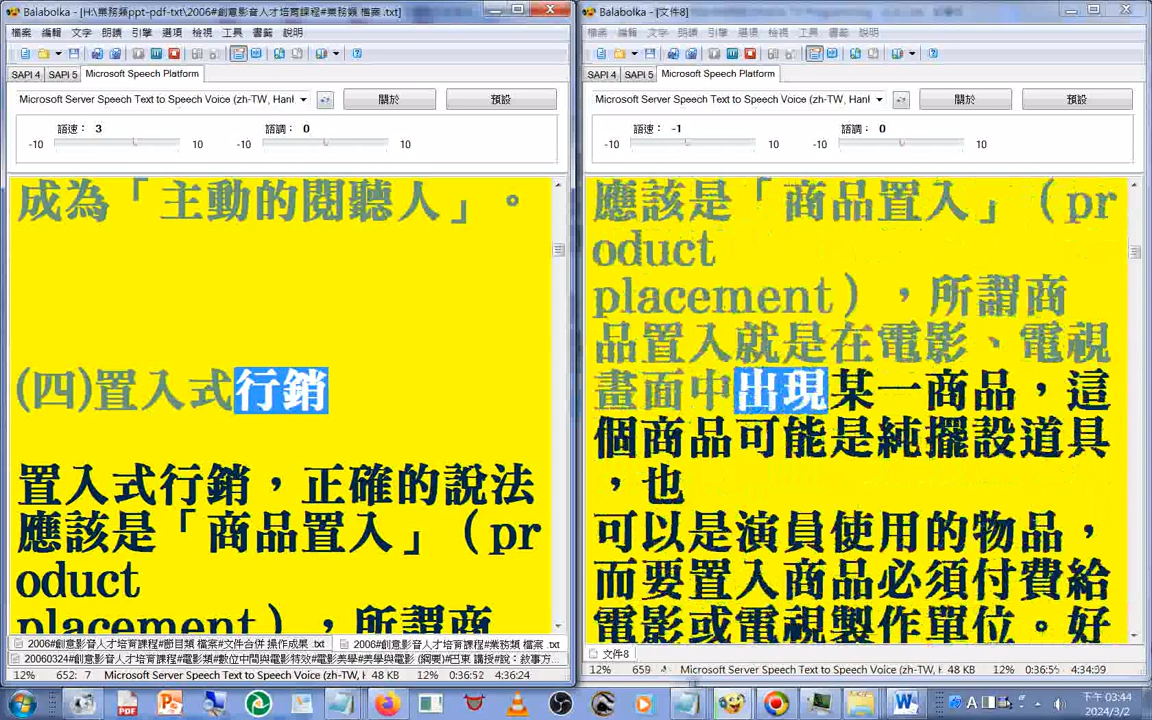 Balabolka - [H:\業務類ppt-pdf-txt\2006#創意影音人才培育課程#業務類 檔案 .txt]
檔案 編輯 文字 朗讀 引擎 選項 檢視 工具 書籤 說明
SAPI 4 SAPI 5 Microsoft Speech Platform
Microsoft Server Speech Text to Speech Voice (zh-TW, Hanl
關於
預設
語速： 3
語調： 0
-10 10 -10 10
成為「主動的閱聽人」。
(四)置入式行銷
置入式行銷，正確的說法
應該是「商品置入」（pr
oduct
placement），所謂商
2006#創意影音人才培育課程#節目類 檔案#文件合併 操作成果 .txt
2006#創意影音人才培育課程#業務類 檔案 .txt
20060324#創意影音人才培育課程#電影類#數位中間與電影特效#電影美學#美學與電影 (綱要)#巴東 講授#說：敘事方...
12% 652: 7 Microsoft Server Speech Text to Speech Voice (zh-TW, Hanl 48 KB 0:36:52 4:36:24
Balabolka - [文件8]
檔案 編輯 文字 朗讀 引擎 選項 檢視 工具 書籤 說明
SAPI 4 SAPI 5 Microsoft Speech Platform
Microsoft Server Speech Text to Speech Voice (zh-TW, Hanl
關於
預設
語速： -1
語調： 0
-10 10 -10 10
應該是「商品置入」（pr
oduct
placement），所謂商
品置入就是在電影、電視
畫面中出現某一商品，這
個商品可能是純擺設道具
，也
可以是演員使用的物品，
而要置入商品必須付費給
電影或電視製作單位。好
文件8
12% 659 Microsoft Server Speech Text to Speech Voice (zh-TW, Hanl 48 KB 0:36:55 4:34:59
下午 03:44
2024/3/2